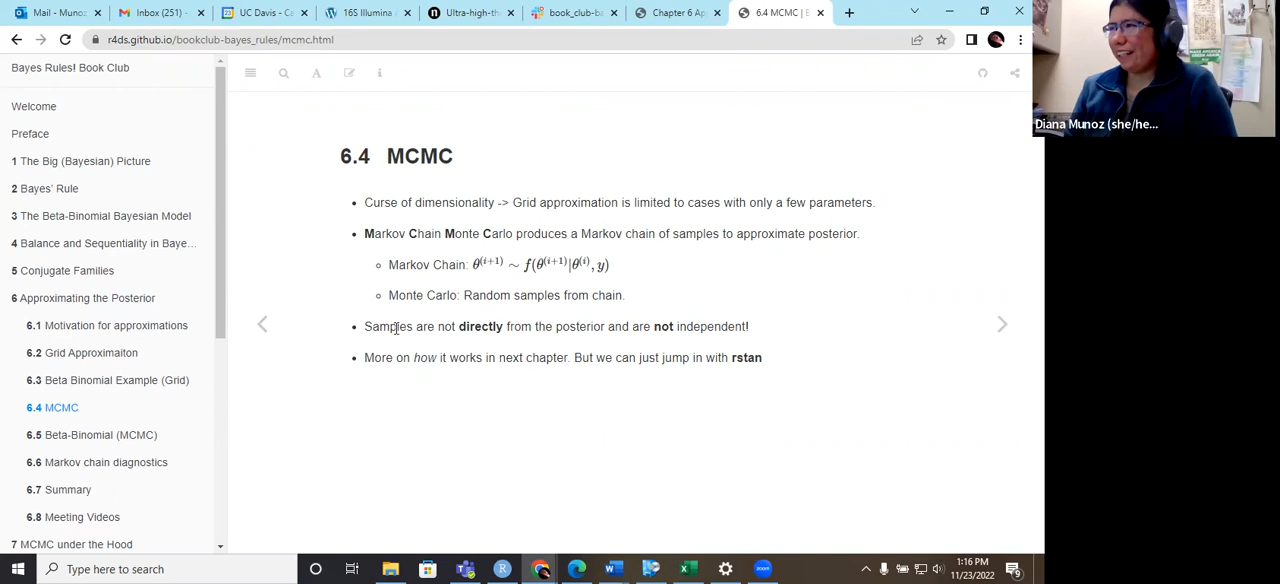 Mail - Munoz
Inbox (251) -
UC Davis - Ca
16S Illumina
Ultra-high-th
book_club-ba
Chapter 6 Ap
6.4 MCMC | E
r4ds.github.io/bookclub-bayes_rules/mcmc.html
Bayes Rules! Book Club
Welcome
Preface
1 The Big (Bayesian) Picture
2 Bayes' Rule
3 The Beta-Binomial Bayesian Model
4 Balance and Sequentiality in Baye...
5 Conjugate Families
6 Approximating the Posterior
6.1 Motivation for approximations
6.2 Grid Approximaiton
6.3 Beta Binomial Example (Grid)
6.4 MCMC
6.5 Beta-Binomial (MCMC)
6.6 Markov chain diagnostics
6.7 Summary
6.8 Meeting Videos
7 MCMC under the Hood
6.4 MCMC
• Curse of dimensionality -> Grid approximation is limited to cases with only a few parameters.
• Markov Chain Monte Carlo produces a Markov chain of samples to approximate posterior.
◦ Markov Chain: θ^(i+1) ∼ f(θ^(i+1)|θ^(i), y)
◦ Monte Carlo: Random samples from chain.
• Samples are not directly from the posterior and are not independent!
• More on how it works in next chapter. But we can just jump in with rstan
Diana Munoz (she/he...
Type here to search
zoom
1:16 PM
11/23/2022
9